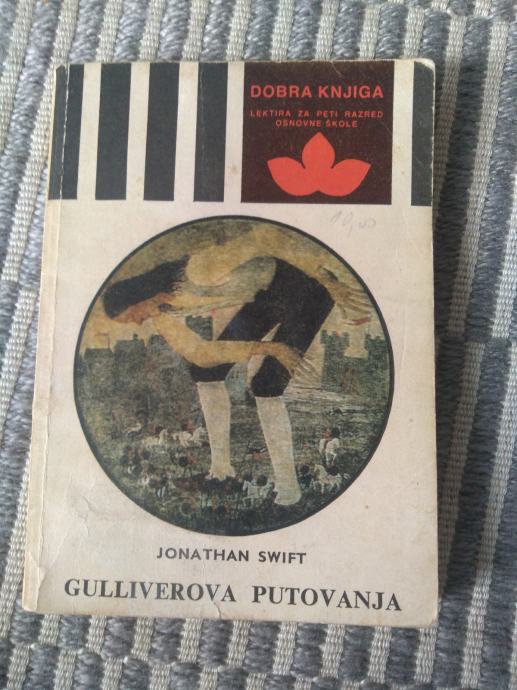 DOBRA KNJIGA
LEKTIRA ZA PETI RAZRED
OSNOVNE ŠKOLE
JONATHAN SWIFT
GULLIVEROVA PUTOVANJA